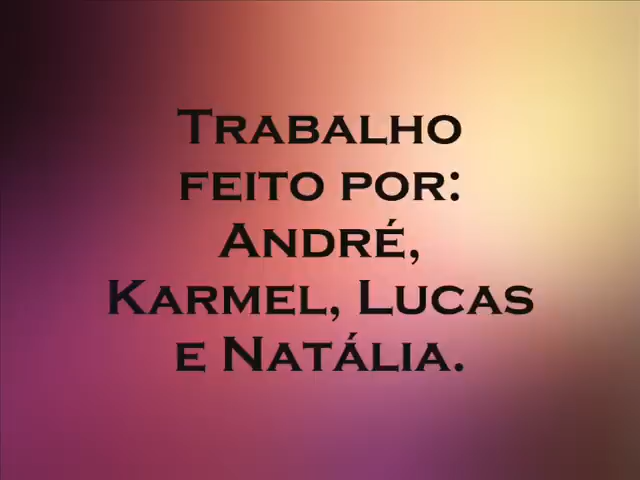 Trabalho
feito por:
André,
Karmel, Lucas
e Natália.